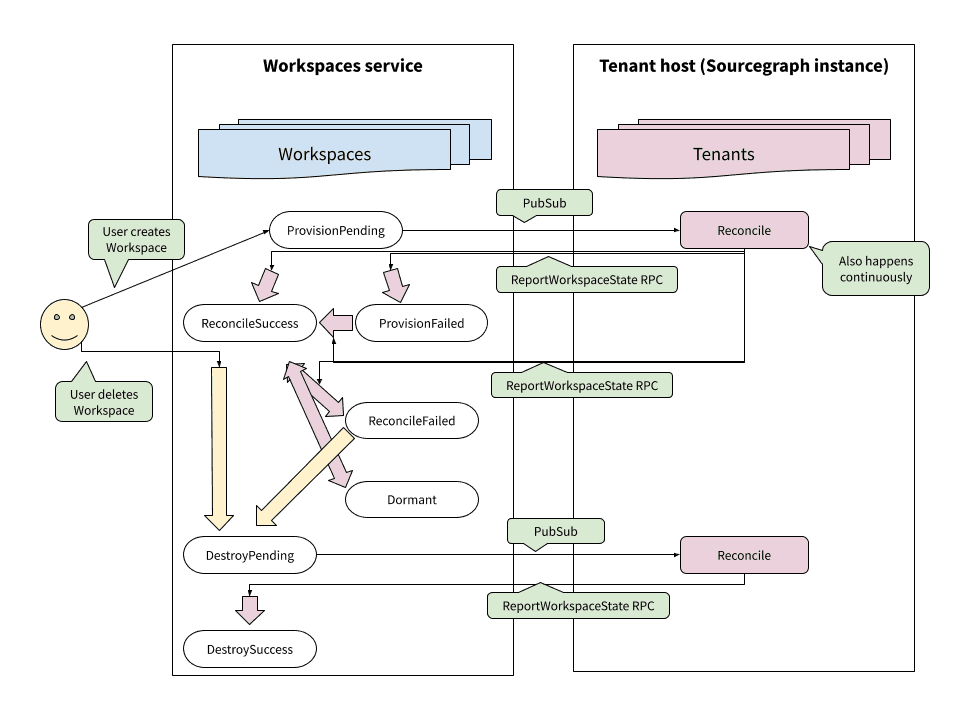 Workspaces service
Tenant host (Sourcegraph instance)
Workspaces
Tenants
PubSub
User creates
Workspace
ProvisionPending
Reconcile
Also happens
continuously
ReportWorkspaceState RPC
ReconcileSuccess
ProvisionFailed
ReportWorkspaceState RPC
User deletes
Workspace
ReconcileFailed
Dormant
PubSub
DestroyPending
Reconcile
ReportWorkspaceState RPC
DestroySuccess